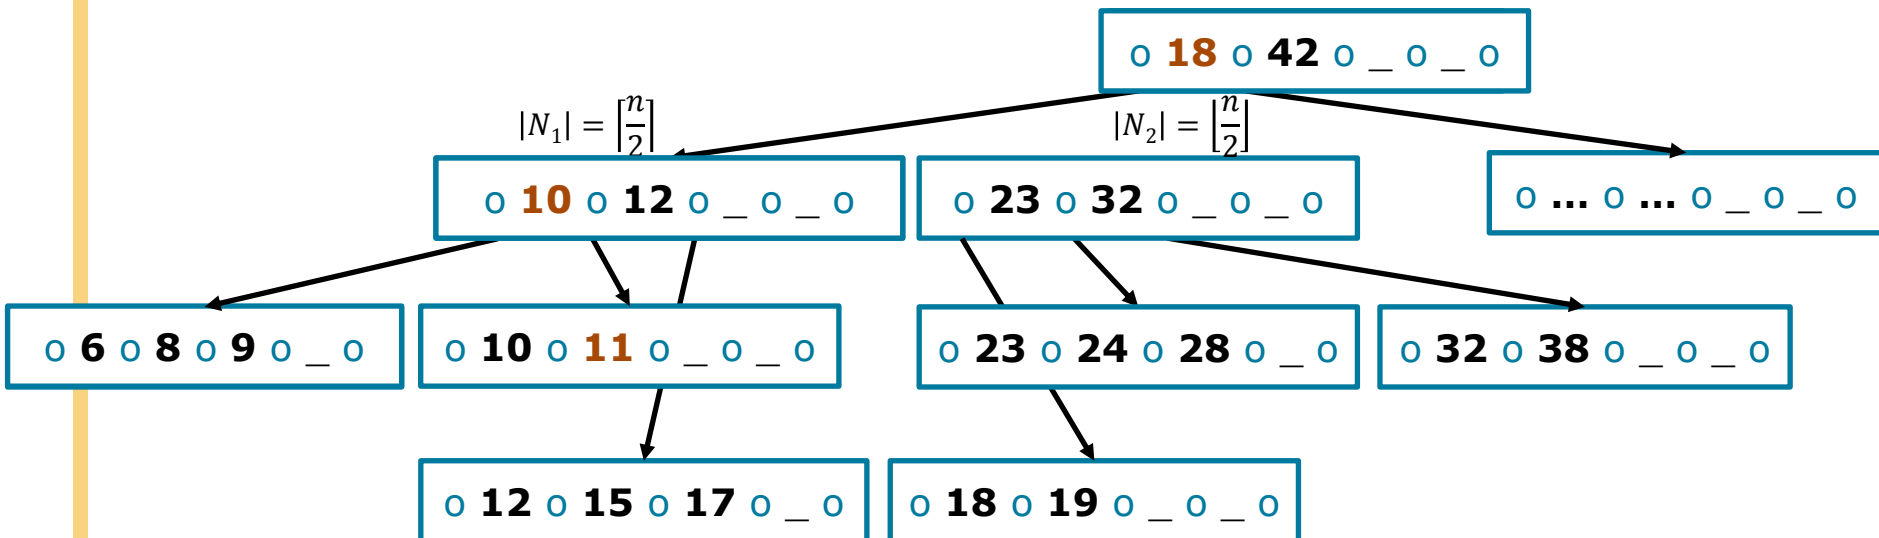 o 18 o 42 o _ o _ o
|N₁| = ⌈n/2⌉
|N₂| = ⌊n/2⌋
o 10 o 12 o _ o _ o
o 23 o 32 o _ o _ o
o ... o ... o _ o _ o
o 6 o 8 o 9 o _ o
o 10 o 11 o _ o _ o
o 23 o 24 o 28 o _ o
o 32 o 38 o _ o _ o
o 12 o 15 o 17 o _ o
o 18 o 19 o _ o _ o